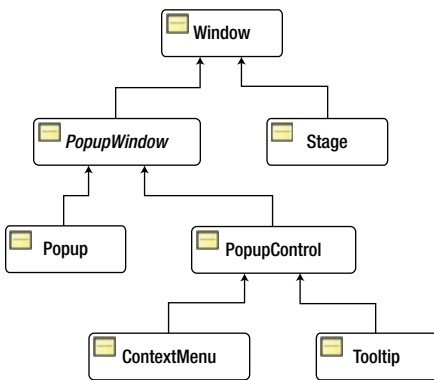 Window
PopupWindow
Stage
Popup
PopupControl
ContextMenu
Tooltip